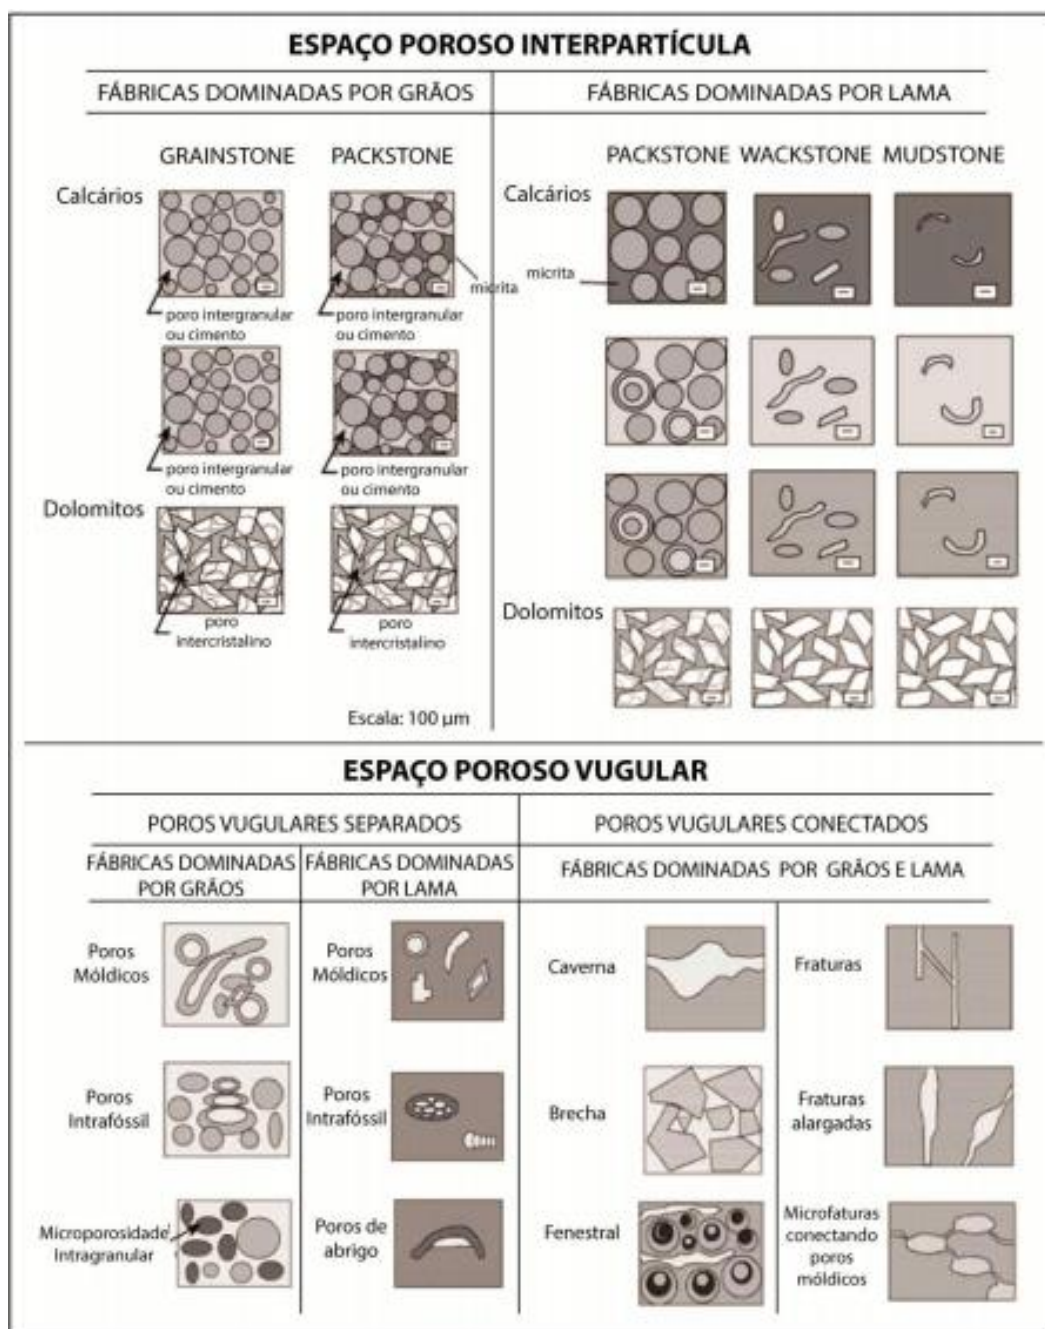 ESPAÇO POROSO INTERPARTÍCULA
FÁBRICAS DOMINADAS POR GRÃOS
GRAINSTONE
PACKSTONE
Calcários
micrita
poro intergranular
ou cimento
poro intergranular
ou cimento
poro intergranular
ou cimento
poro intergranular
ou cimento
Dolomitos
poro
intercristalino
poro
intercristalino
Escala: 100 µm
FÁBRICAS DOMINADAS POR LAMA
PACKSTONE
WACKSTONE
MUDSTONE
Calcários
micrita
Dolomitos
ESPAÇO POROSO VUGULAR
POROS VUGULARES SEPARADOS
FÁBRICAS DOMINADAS
POR GRÃOS
FÁBRICAS DOMINADAS
POR LAMA
Poros
Móldicos
Poros
Móldicos
Poros
Intrafóssil
Poros
Intrafóssil
Microporosidade
Intragranular
Poros de
abrigo
POROS VUGULARES CONECTADOS
FÁBRICAS DOMINADAS POR GRÃOS E LAMA
Caverna
Fraturas
Brecha
Fraturas
alargadas
Fenestral
Microfaturas
conectando
poros
móldicos